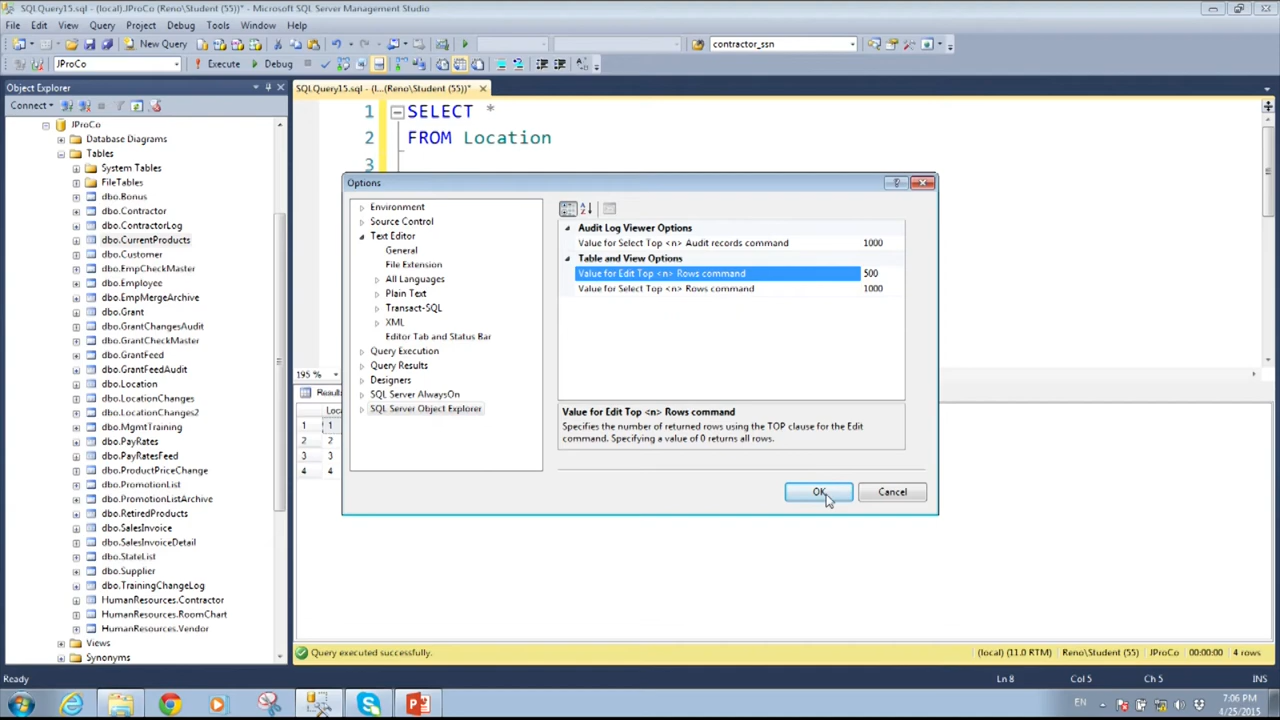 SQLQuery15.sql - (local).JProCo (Reno\Student (55))* - Microsoft SQL Server Management Studio
File Edit View Query Project Debug Tools Window Help
New Query contractor_ssn
JProCo Execute Debug
Object Explorer
Connect
SQLQuery15.sql - (l...(Reno\Student (55))*
JProCo
Database Diagrams
Tables
System Tables
FileTables
dbo.Bonus
dbo.Contractor
dbo.ContractorLog
dbo.CurrentProducts
dbo.Customer
dbo.EmpCheckMaster
dbo.Employee
dbo.EmpMergeArchive
dbo.Grant
dbo.GrantChangesAudit
dbo.GrantCheckMaster
dbo.GrantFeed
dbo.GrantFeedAudit
dbo.Location
dbo.LocationChanges
dbo.LocationChanges2
dbo.MgmtTraining
dbo.PayRates
dbo.PayRatesFeed
dbo.ProductPriceChange
dbo.PromotionList
dbo.PromotionListArchive
dbo.RetiredProducts
dbo.SalesInvoice
dbo.SalesInvoiceDetail
dbo.StateList
dbo.Supplier
dbo.TrainingChangeLog
HumanResources.Contractor
HumanResources.RoomChart
HumanResources.Vendor
Views
Synonyms
1 SELECT *
2 FROM Location
3
195 %
Results
Loc
1 1
2 2
3 3
4 4
Options
Environment
Source Control
Text Editor
General
File Extension
All Languages
Plain Text
Transact-SQL
XML
Editor Tab and Status Bar
Query Execution
Query Results
Designers
SQL Server AlwaysOn
SQL Server Object Explorer
Audit Log Viewer Options
Value for Select Top <n> Audit records command 1000
Table and View Options
Value for Edit Top <n> Rows command 500
Value for Select Top <n> Rows command 1000
Value for Edit Top <n> Rows command
Specifies the number of returned rows using the TOP clause for the Edit
command. Specifying a value of 0 returns all rows.
OK Cancel
Query executed successfully. (local) (11.0 RTM) Reno\Student (55) JProCo 00:00:00 4 rows
Ready Ln 8 Col 5 Ch 5 INS
EN 7:06 PM
4/25/2015